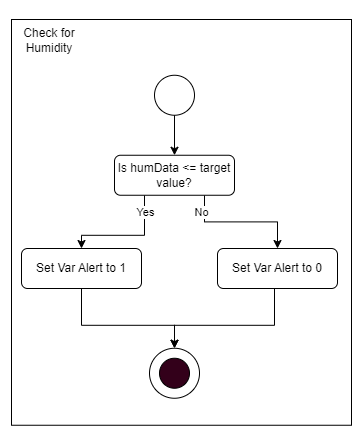 Check for
Humidity
Is humData <= target
value?
Yes
No
Set Var Alert to 1
Set Var Alert to 0